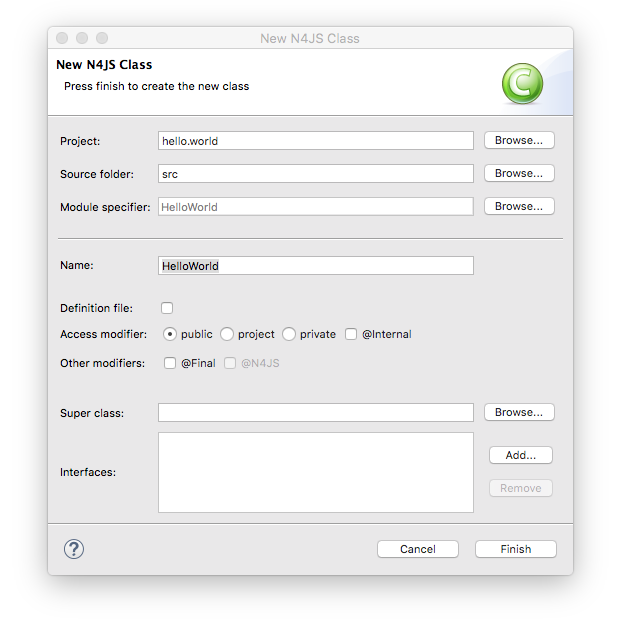 New N4JS Class
New N4JS Class
Press finish to create the new class
C
Project: hello.world Browse...
Source folder: src Browse...
Module specifier: HelloWorld Browse...
Name: HelloWorld
Definition file:
Access modifier: public project private @Internal
Other modifiers: @Final @N4JS
Super class: Browse...
Add...
Interfaces:
Remove
? Cancel Finish